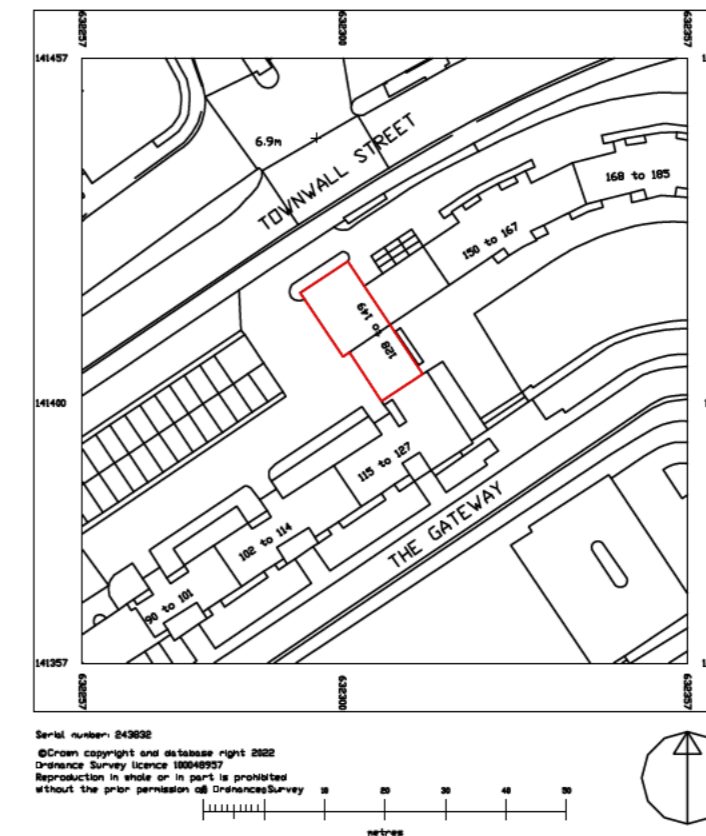 632257
632300
632357
141457
6.9m
TOWNWALL STREET
168 to 185
150 to 167
128 to 149
141400
115 to 127
THE GATEWAY
102 to 114
90 to 101
141357
632257
632300
632357
Serial number: 243832
©Crown copyright and database right 2022
Ordnance Survey licence 100048957
Reproduction in whole or in part is prohibited
without the prior permission of Ordnance Survey
10
20
30
40
50
metres